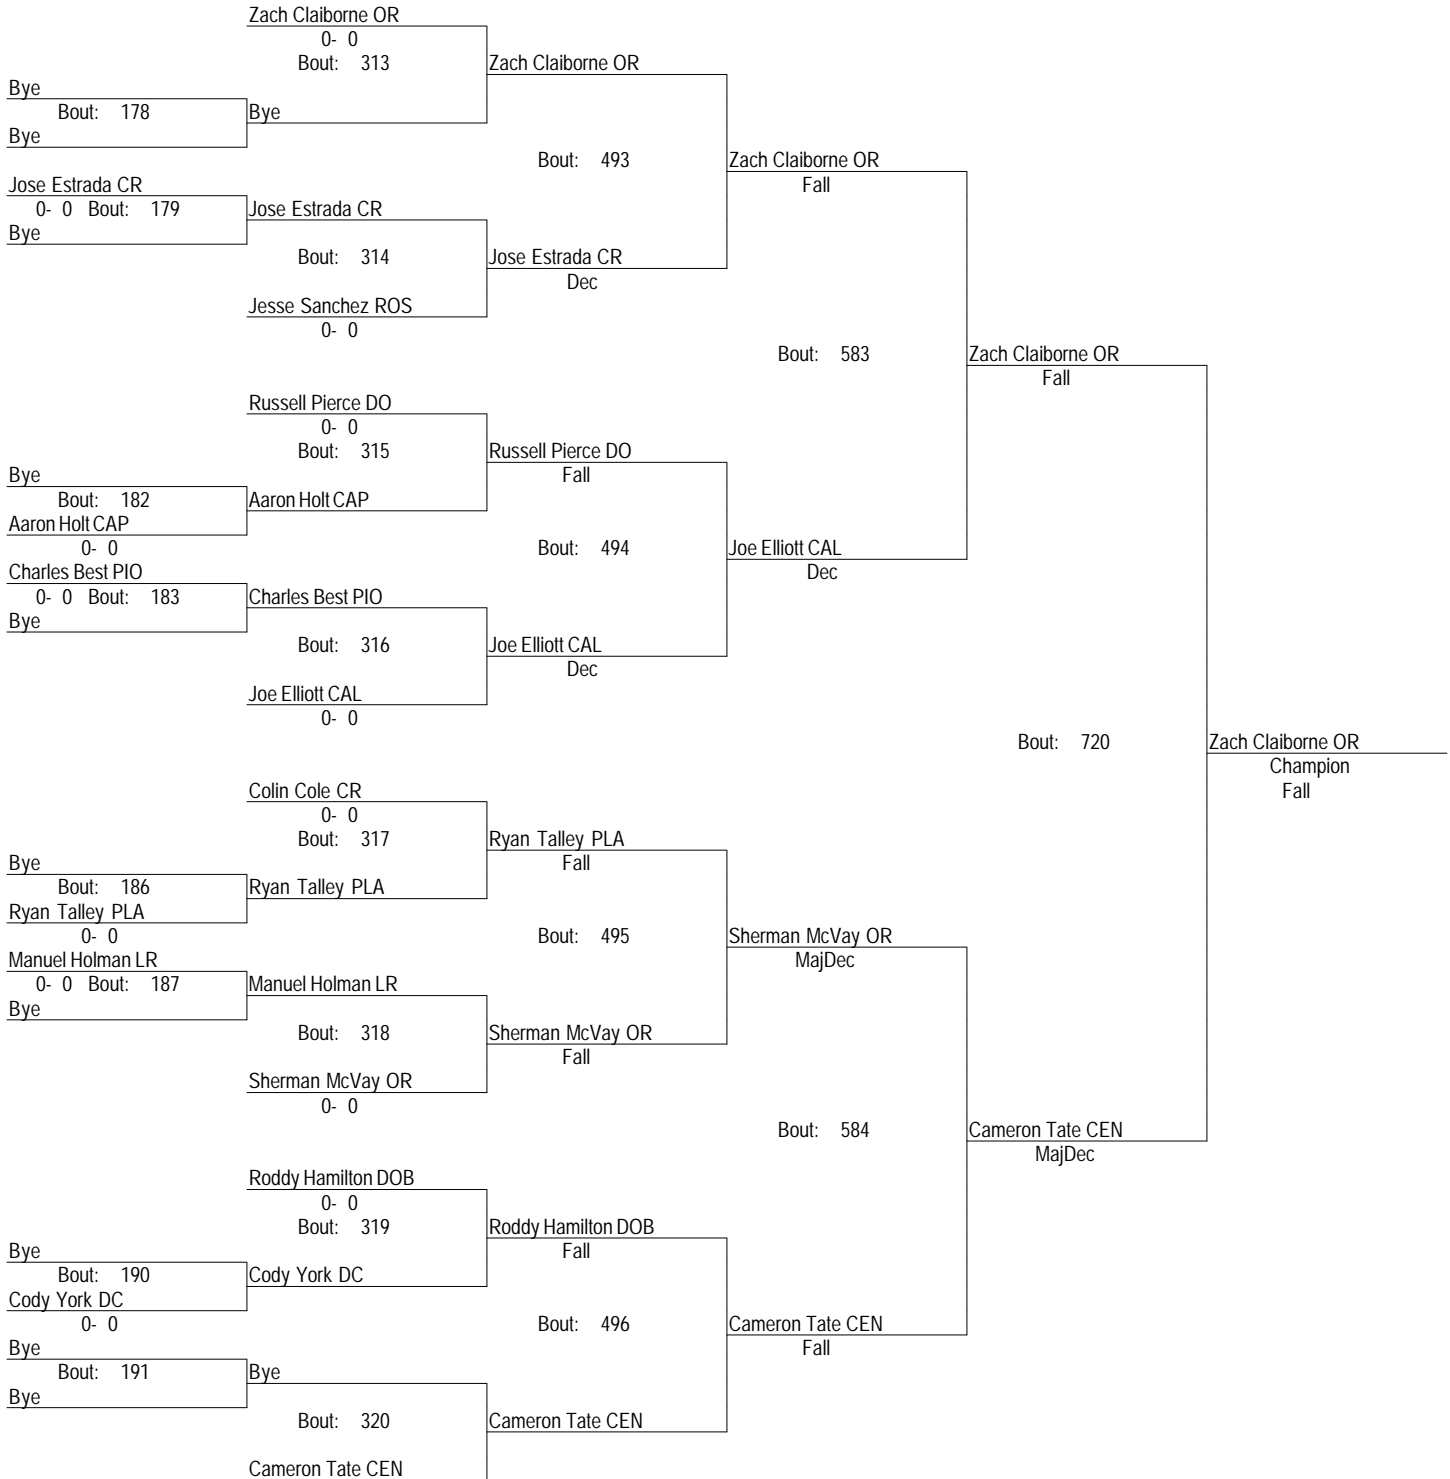 Zach Claiborne OR
0- 0
Bout: 313
Zach Claiborne OR
Bye
Bout: 178
Bye
Bye
Bout: 493
Zach Claiborne OR
Fall
Jose Estrada CR
0- 0 Bout: 179
Jose Estrada CR
Bye
Bout: 314
Jose Estrada CR
Dec
Jesse Sanchez ROS
0- 0
Bout: 583
Zach Claiborne OR
Fall
Russell Pierce DO
0- 0
Bout: 315
Russell Pierce DO
Fall
Bye
Bout: 182
Aaron Holt CAP
Aaron Holt CAP
0- 0
Bout: 494
Joe Elliott CAL
Dec
Charles Best PIO
0- 0 Bout: 183
Charles Best PIO
Bye
Bout: 316
Joe Elliott CAL
Dec
Joe Elliott CAL
0- 0
Bout: 720
Zach Claiborne OR
Champion
Fall
Colin Cole CR
0- 0
Bout: 317
Ryan Talley PLA
Fall
Bye
Bout: 186
Ryan Talley PLA
Ryan Talley PLA
0- 0
Bout: 495
Sherman McVay OR
MajDec
Manuel Holman LR
0- 0 Bout: 187
Manuel Holman LR
Bye
Bout: 318
Sherman McVay OR
Fall
Sherman McVay OR
0- 0
Bout: 584
Cameron Tate CEN
MajDec
Roddy Hamilton DOB
0- 0
Bout: 319
Roddy Hamilton DOB
Fall
Bye
Bout: 190
Cody York DC
Cody York DC
0- 0
Bout: 496
Cameron Tate CEN
Fall
Bye
Bout: 191
Bye
Bye
Bout: 320
Cameron Tate CEN
Cameron Tate CEN